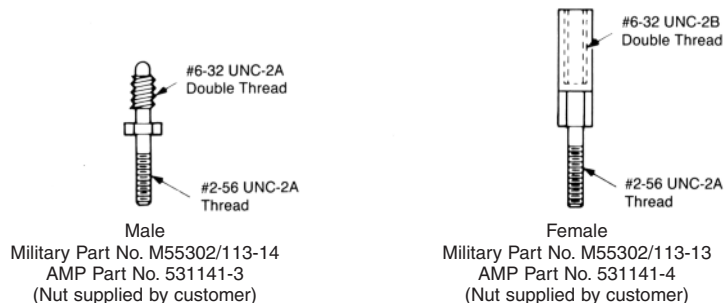 #6-32 UNC-2A
Double Thread
#2-56 UNC-2A
Thread
Male
Military Part No. M55302/113-14
AMP Part No. 531141-3
(Nut supplied by customer)
#6-32 UNC-2B
Double Thread
#2-56 UNC-2A
Thread
Female
Military Part No. M55302/113-13
AMP Part No. 531141-4
(Nut supplied by customer)